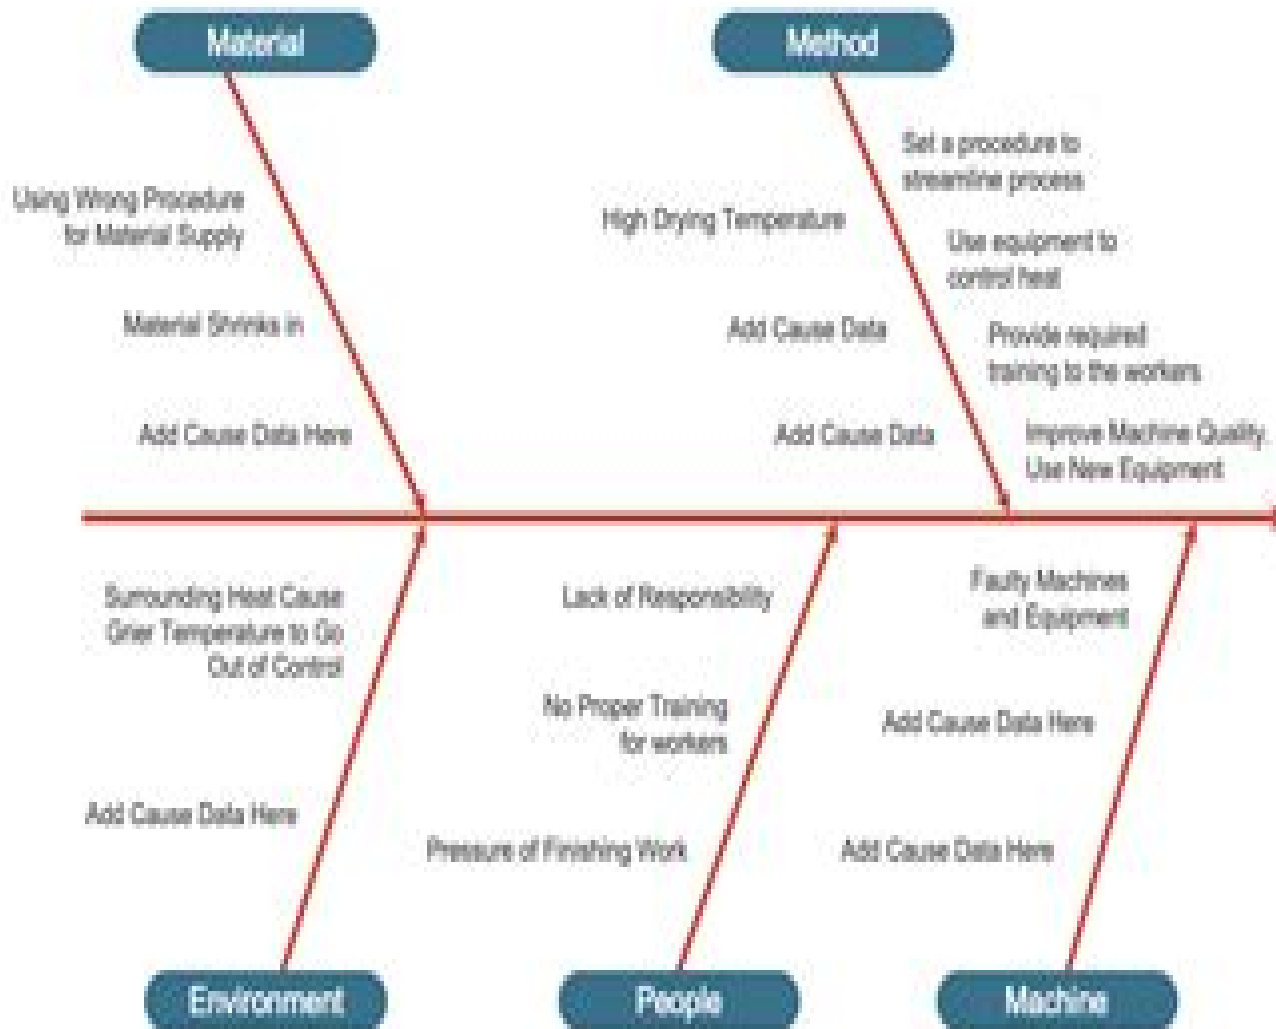 Material
Method
Using Wrong Procedure
for Material Supply
Material Shrinks in
Add Cause Data Here
High Drying Temperature
Add Cause Data
Add Cause Data
Set a procedure to
streamline process
Use equipment to
control heat
Provide required
training to the workers
Improve Machine Quality.
Use New Equipment
Surrounding Heat Cause
Grier Temperature to Go
Out of Control
Add Cause Data Here
Lack of Responsibility
No Proper Training
for workers
Pressure of Finishing Work
Faulty Machines
and Equipment
Add Cause Data Here
Add Cause Data Here
Environment
People
Machine